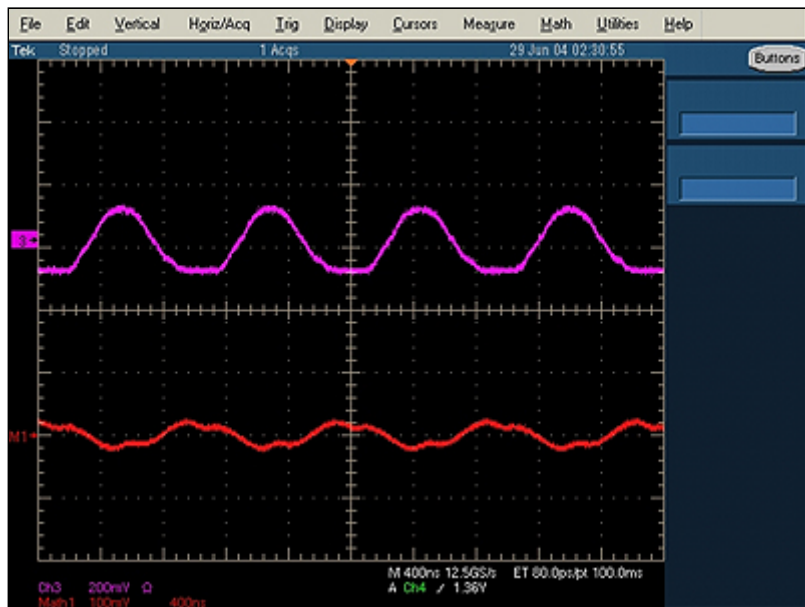 File Edit Vertical Horiz/Acq Trig Display Cursors Measure Math Utilities Help
Tek Stopped 1 Acqs 29 Jun 04 02:30:55
Buttons
3
M1
M 400ns 12.5GS/s ET 80.0ps/pt 100.0ms
A Ch4 / 1.36V
Ch3 200mV Ω
Math1 100mV 400ns